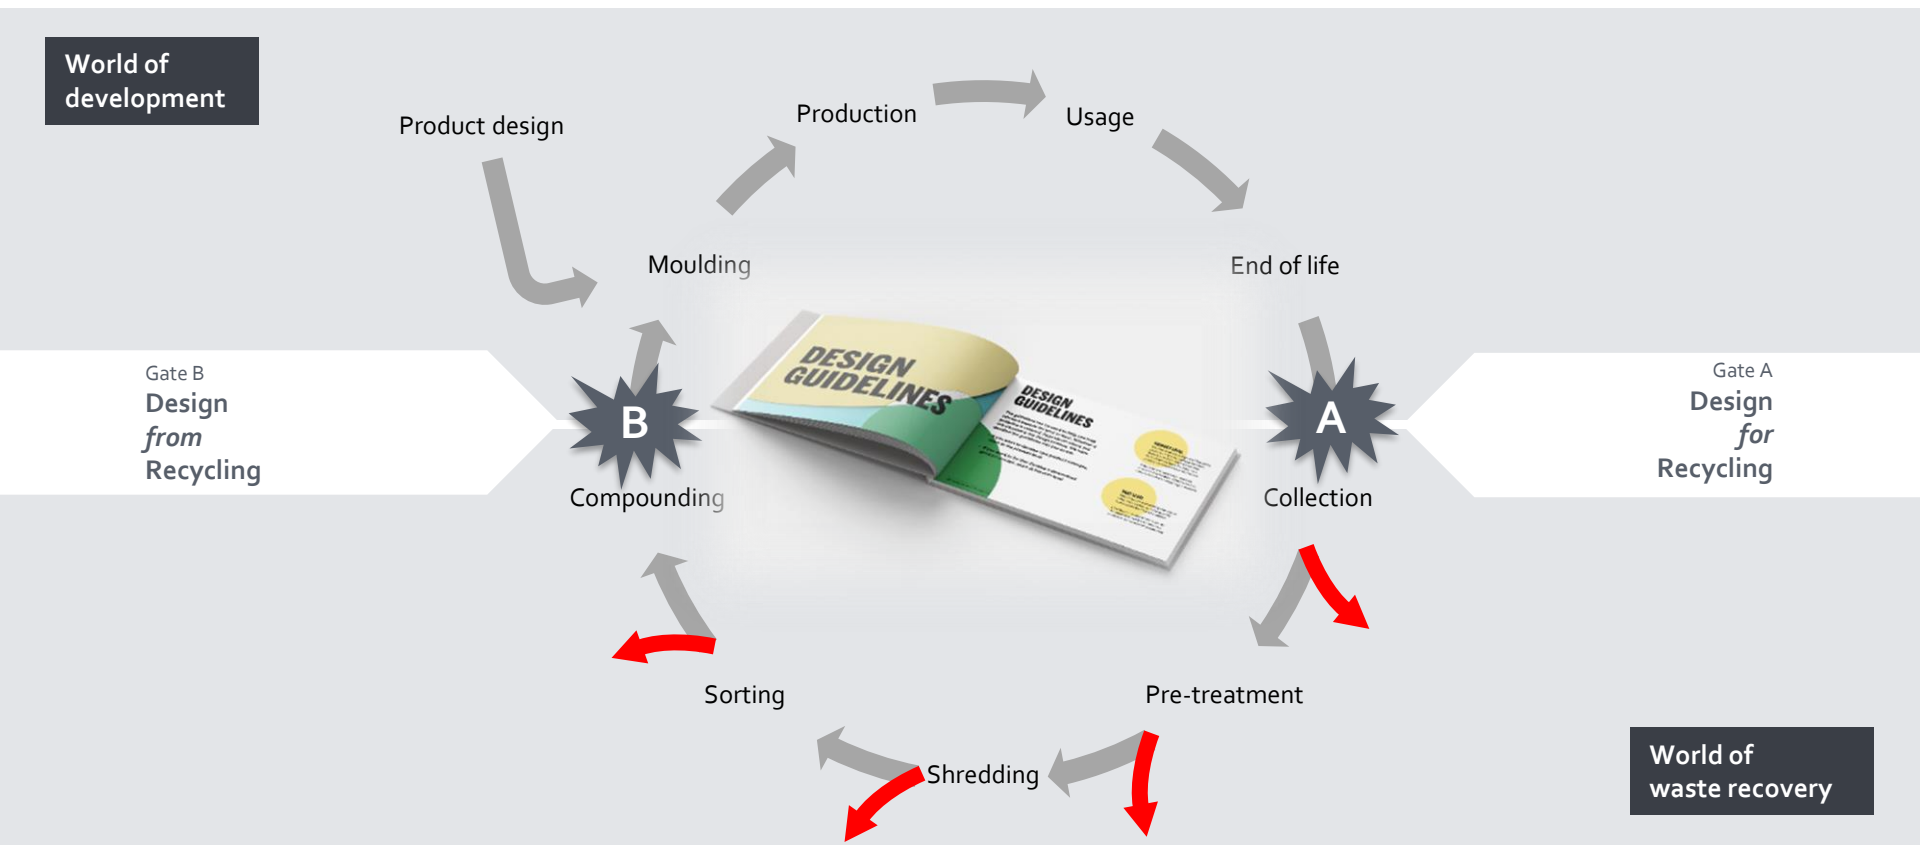 World of
development
Product design
Production
Usage
Moulding
End of life
Gate B
Design
from
Recycling
B
DESIGN
GUIDELINES
DESIGN
GUIDELINES
A
Gate A
Design
for
Recycling
Compounding
Collection
Sorting
Pre-treatment
Shredding
World of
waste recovery